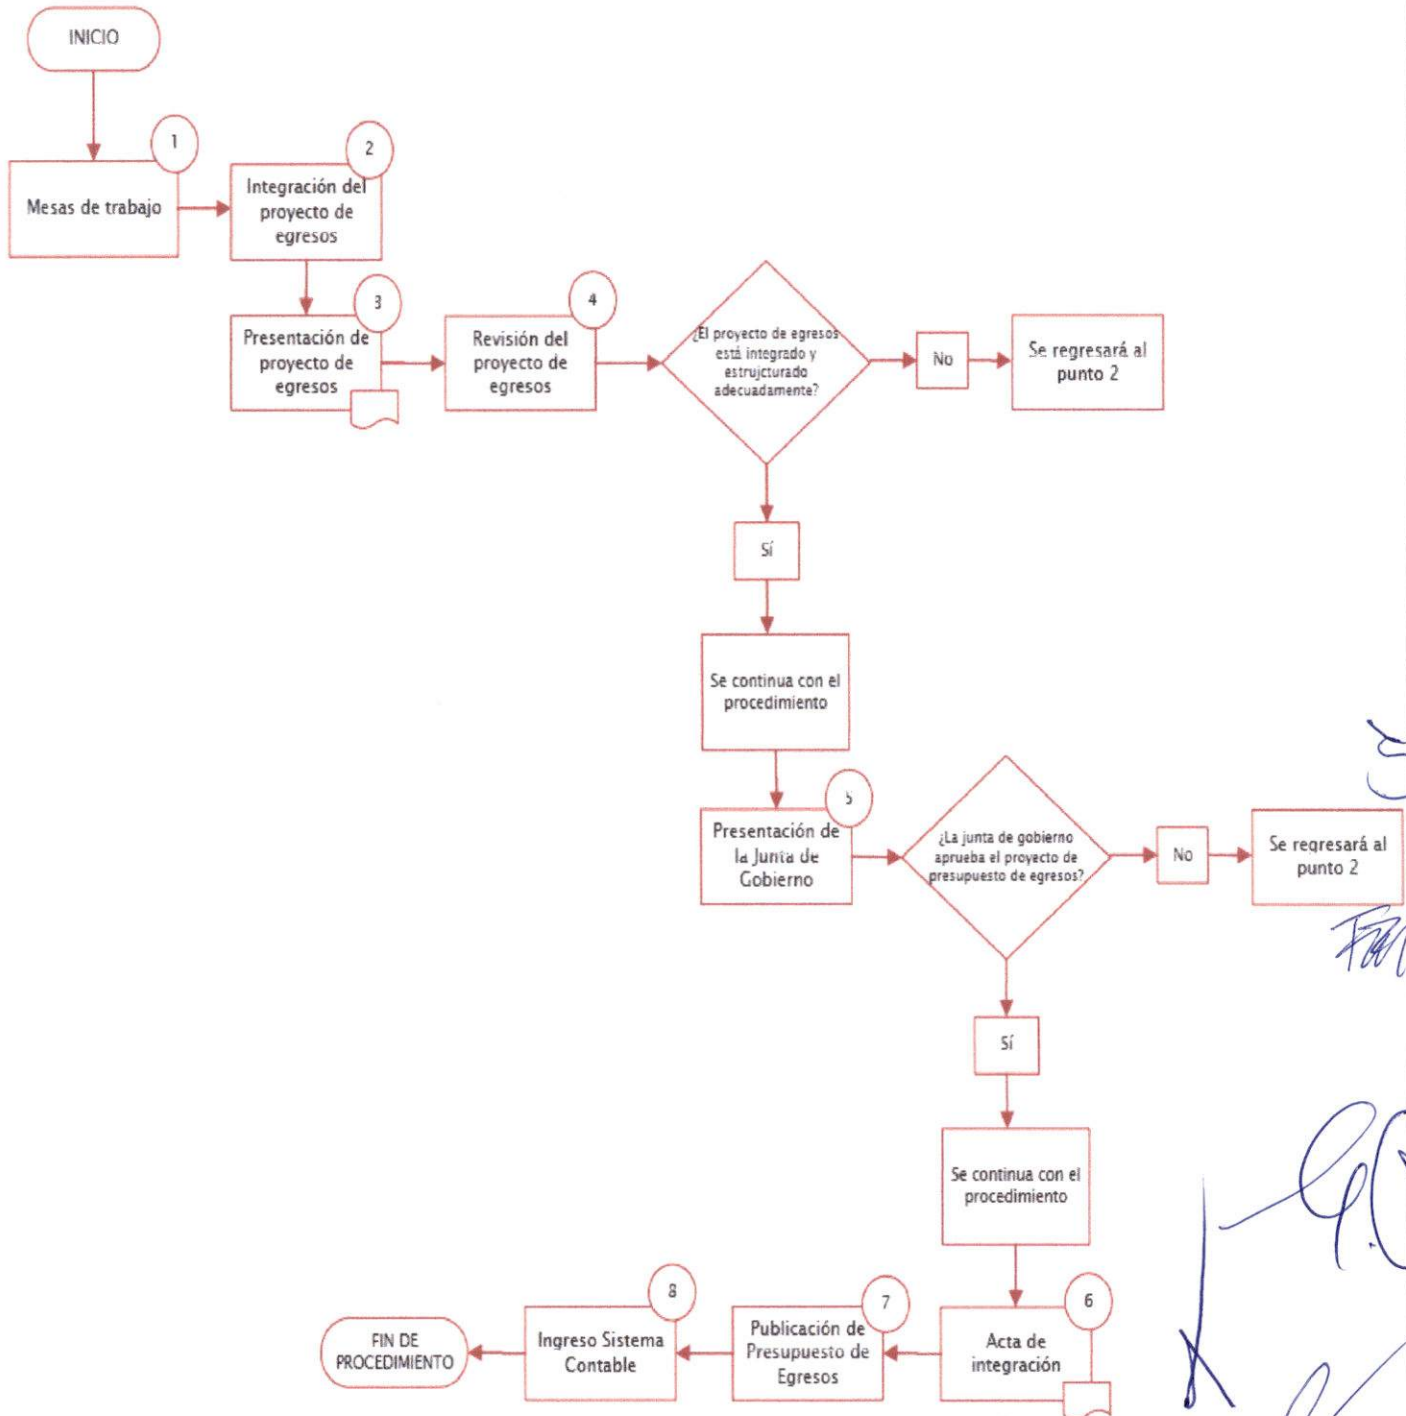 INICIO
1
Mesas de trabajo
2
Integración del
proyecto de
egresos
3
Presentación de
proyecto de
egresos
4
Revisión del
proyecto de
egresos
¿El proyecto de egresos
está integrado y
estrujcturado
adecuadamente?
No
Se regresará al
punto 2
Sí
Se continua con el
procedimiento
5
Presentación de
la Junta de
Gobierno
¿La junta de gobierno
aprueba el proyecto de
presupuesto de egresos?
No
Se regresará al
punto 2
Sí
Se continua con el
procedimiento
6
Acta de
integración
7
Publicación de
Presupuesto de
Egresos
8
Ingreso Sistema
Contable
FIN DE
PROCEDIMIENTO